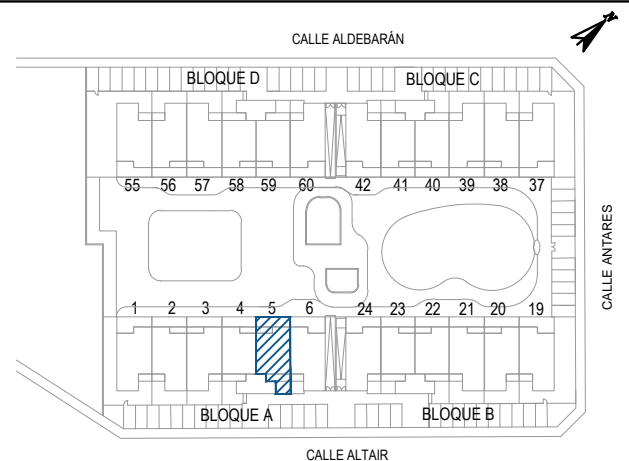 CALLE ALDEBARÁN
BLOQUE D BLOQUE C
55 56 57 58 59 60 42 41 40 39 38 37
CALLE ANTARES
1 2 3 4 5 6 24 23 22 21 20 19
BLOQUE A BLOQUE B
CALLE ALTAIR